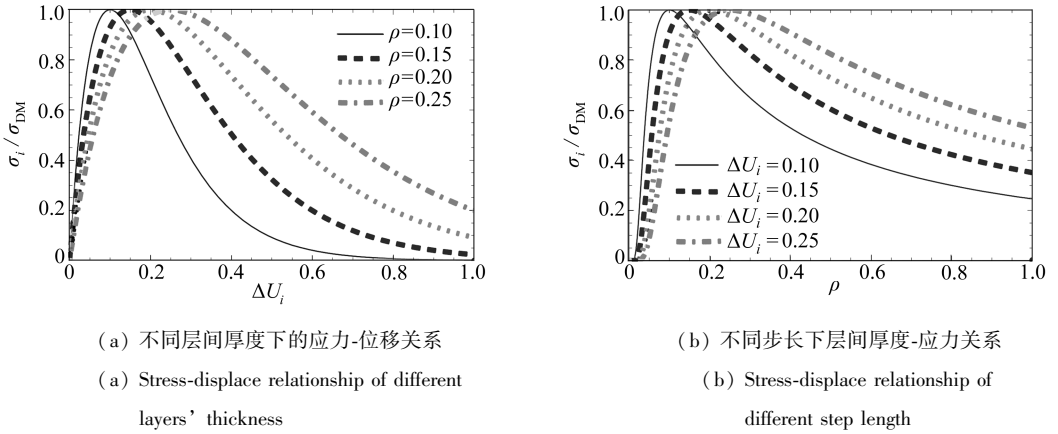 1.0
0.8
0.6
0.4
0.2
0
σi / σDM
ρ=0.10
ρ=0.15
ρ=0.20
ρ=0.25
0 0.2 0.4 0.6 0.8 1.0
ΔUi
(a) 不同层间厚度下的应力-位移关系
(a) Stress-displace relationship of different
layers’ thickness
1.0
0.8
0.6
0.4
0.2
0
σi / σDM
ΔUi=0.10
ΔUi=0.15
ΔUi=0.20
ΔUi=0.25
0 0.2 0.4 0.6 0.8 1.0
ρ
(b) 不同步长下层间厚度-应力关系
(b) Stress-displace relationship of
different step length